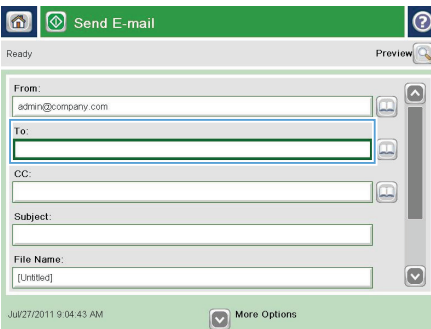 Send E-mail
Ready
Preview
From:
admin@company.com
To:
CC:
Subject:
File Name:
[Untitled]
Jul/27/2011 9:04:43 AM
More Options